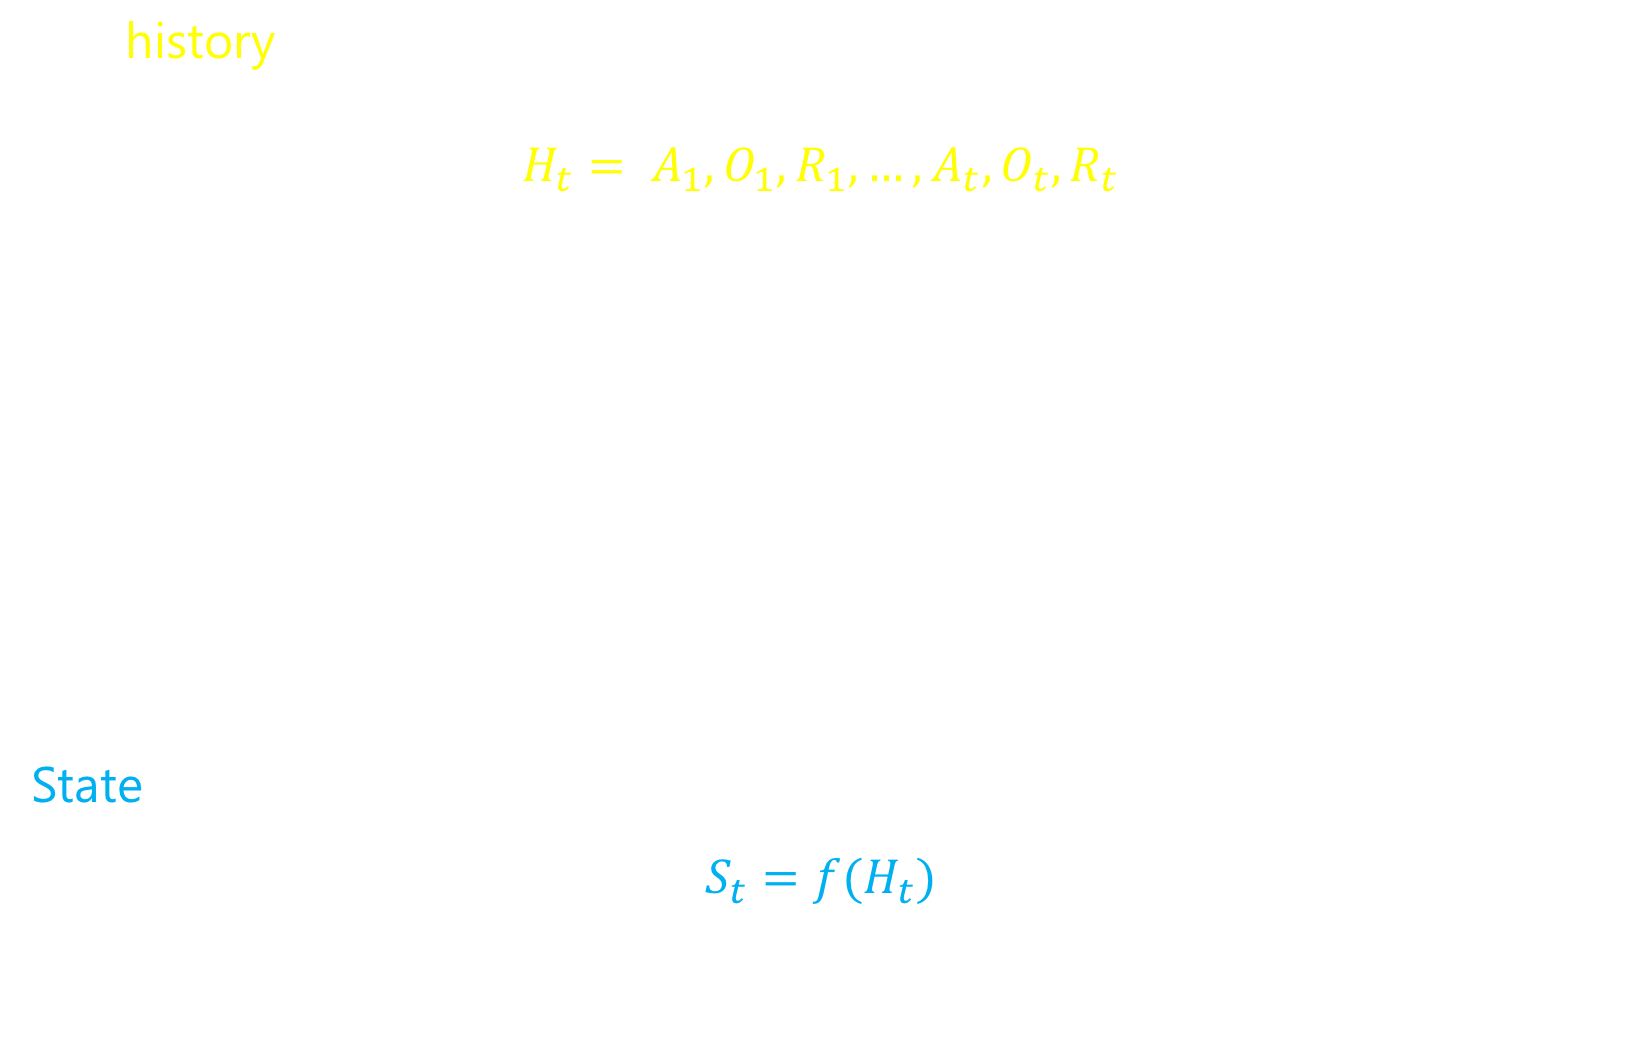 history
H_t = A_1, O_1, R_1, ..., A_t, O_t, R_t
State
S_t = f(H_t)